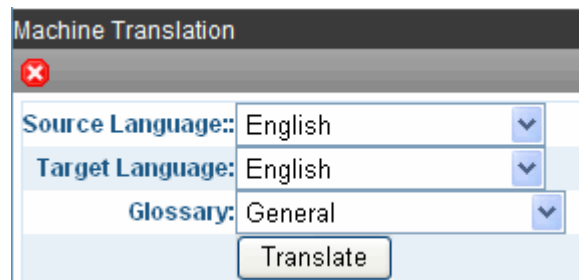 Machine Translation
Source Language:: English
Target Language: English
Glossary: General
Translate